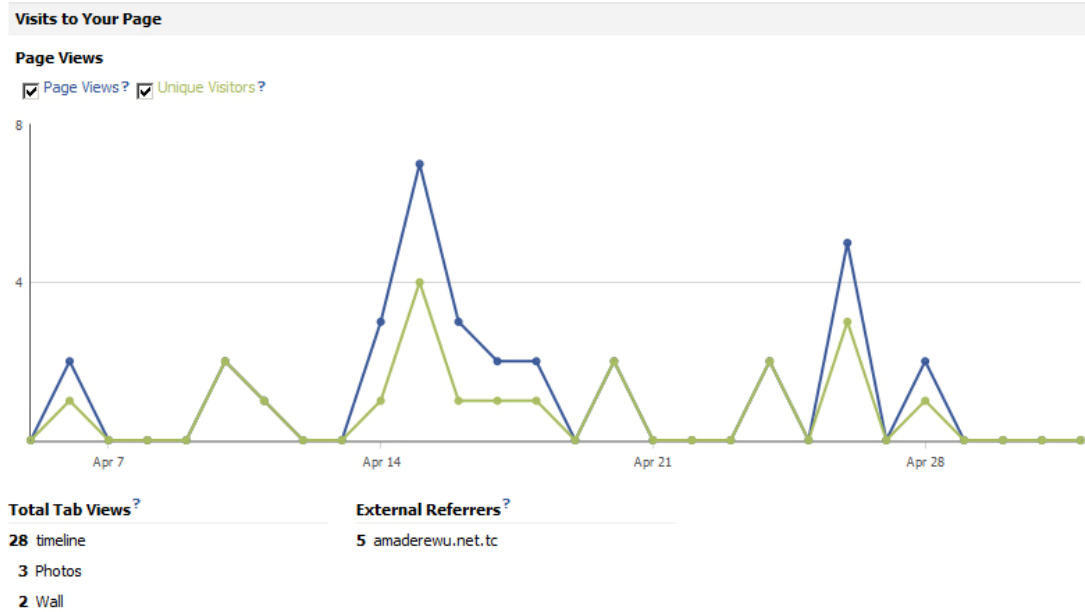 Visits to Your Page
Page Views
Page Views? Unique Visitors?
8
4
Apr 7 Apr 14 Apr 21 Apr 28
Total Tab Views? External Referrers?
28 timeline 5 amaderewu.net.tc
3 Photos
2 Wall